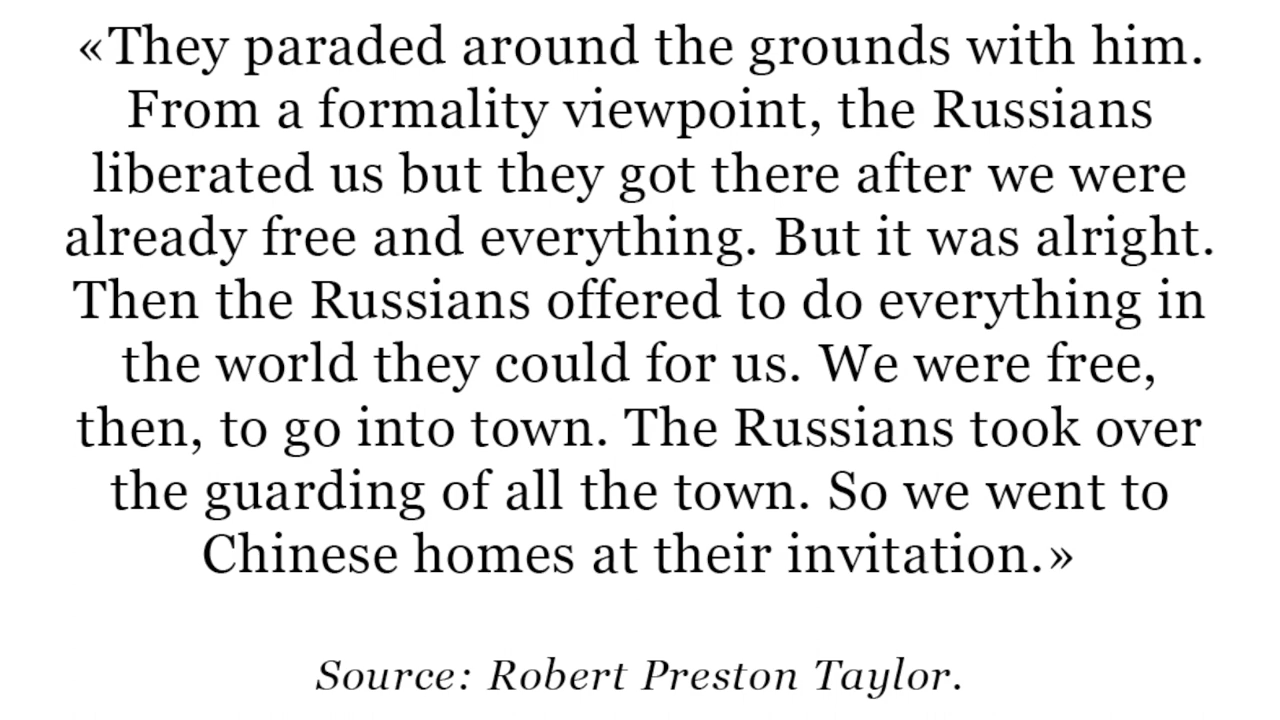 «They paraded around the grounds with him.
From a formality viewpoint, the Russians
liberated us but they got there after we were
already free and everything. But it was alright.
Then the Russians offered to do everything in
the world they could for us. We were free,
then, to go into town. The Russians took over
the guarding of all the town. So we went to
Chinese homes at their invitation.»
Source: Robert Preston Taylor.